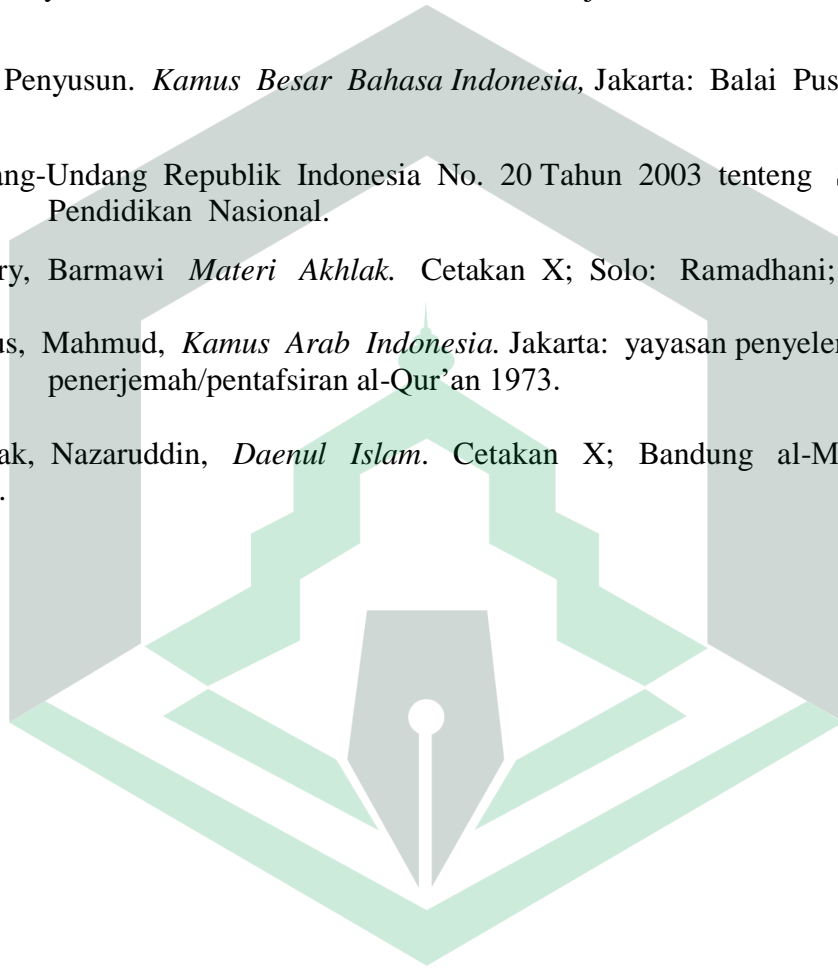 Penyusun. Kamus Besar Bahasa Indonesia, Jakarta: Balai Pus
ang-Undang Republik Indonesia No. 20 Tahun 2003 tenteng
Pendidikan Nasional.
ry, Barmawi Materi Akhlak. Cetakan X; Solo: Ramadhani;
us, Mahmud, Kamus Arab Indonesia. Jakarta: yayasan penyeler
penerjemah/pentafsiran al-Qur’an 1973.
ak, Nazaruddin, Daenul Islam. Cetakan X; Bandung al-M
.